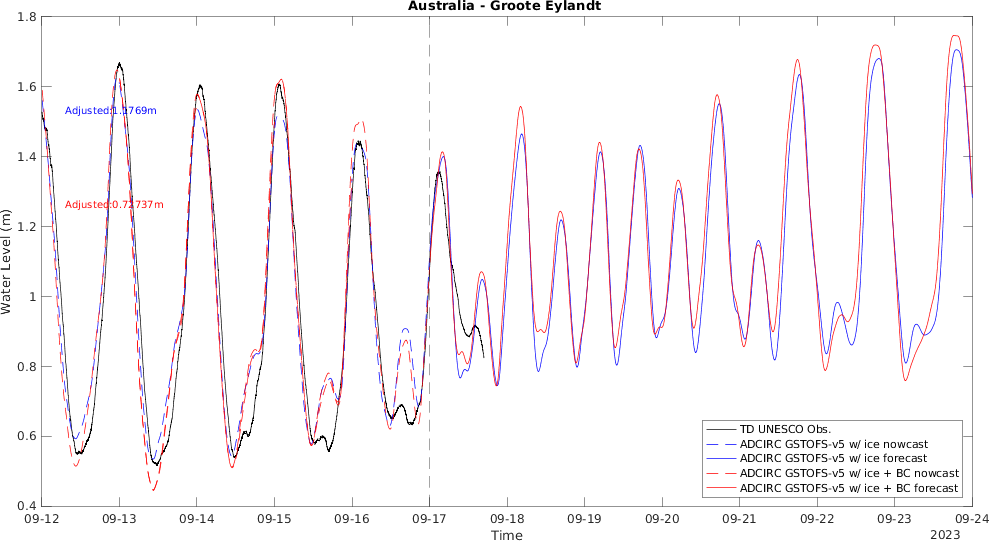 Australia - Groote Eylandt
1.8
1.6
1.4
1.2
1
0.8
0.6
0.4
Water Level (m)
Adjusted:1.1769m
Adjusted:0.72737m
TD UNESCO Obs.
ADCIRC GSTOFS-v5 w/ ice nowcast
ADCIRC GSTOFS-v5 w/ ice forecast
ADCIRC GSTOFS-v5 w/ ice + BC nowcast
ADCIRC GSTOFS-v5 w/ ice + BC forecast
09-12 09-13 09-14 09-15 09-16 09-17 09-18 09-19 09-20 09-21 09-22 09-23 09-24
Time
2023